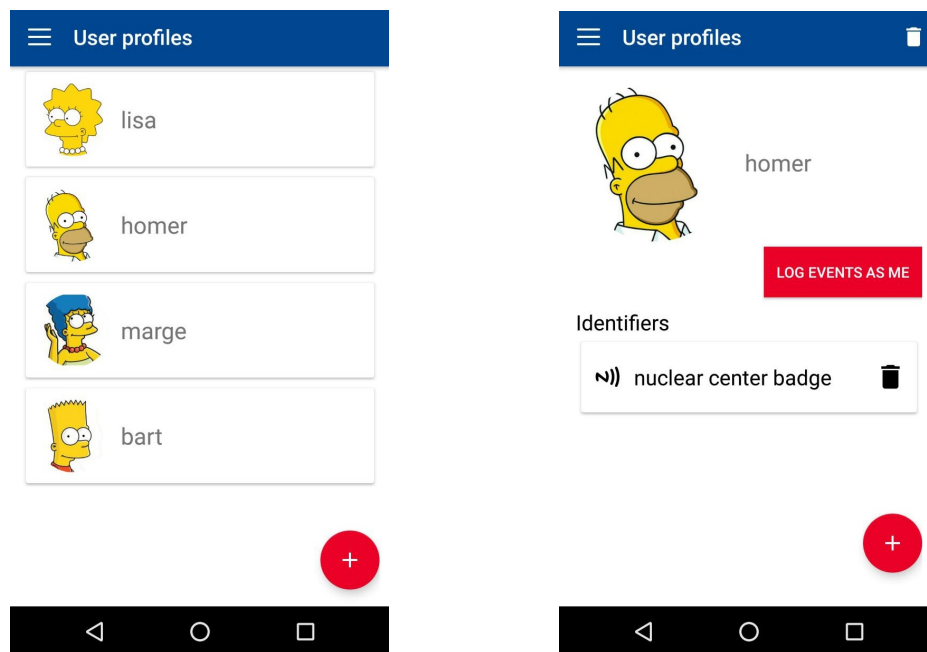 User profiles
lisa
homer
marge
bart
+
User profiles
homer
LOG EVENTS AS ME
Identifiers
nuclear center badge
+